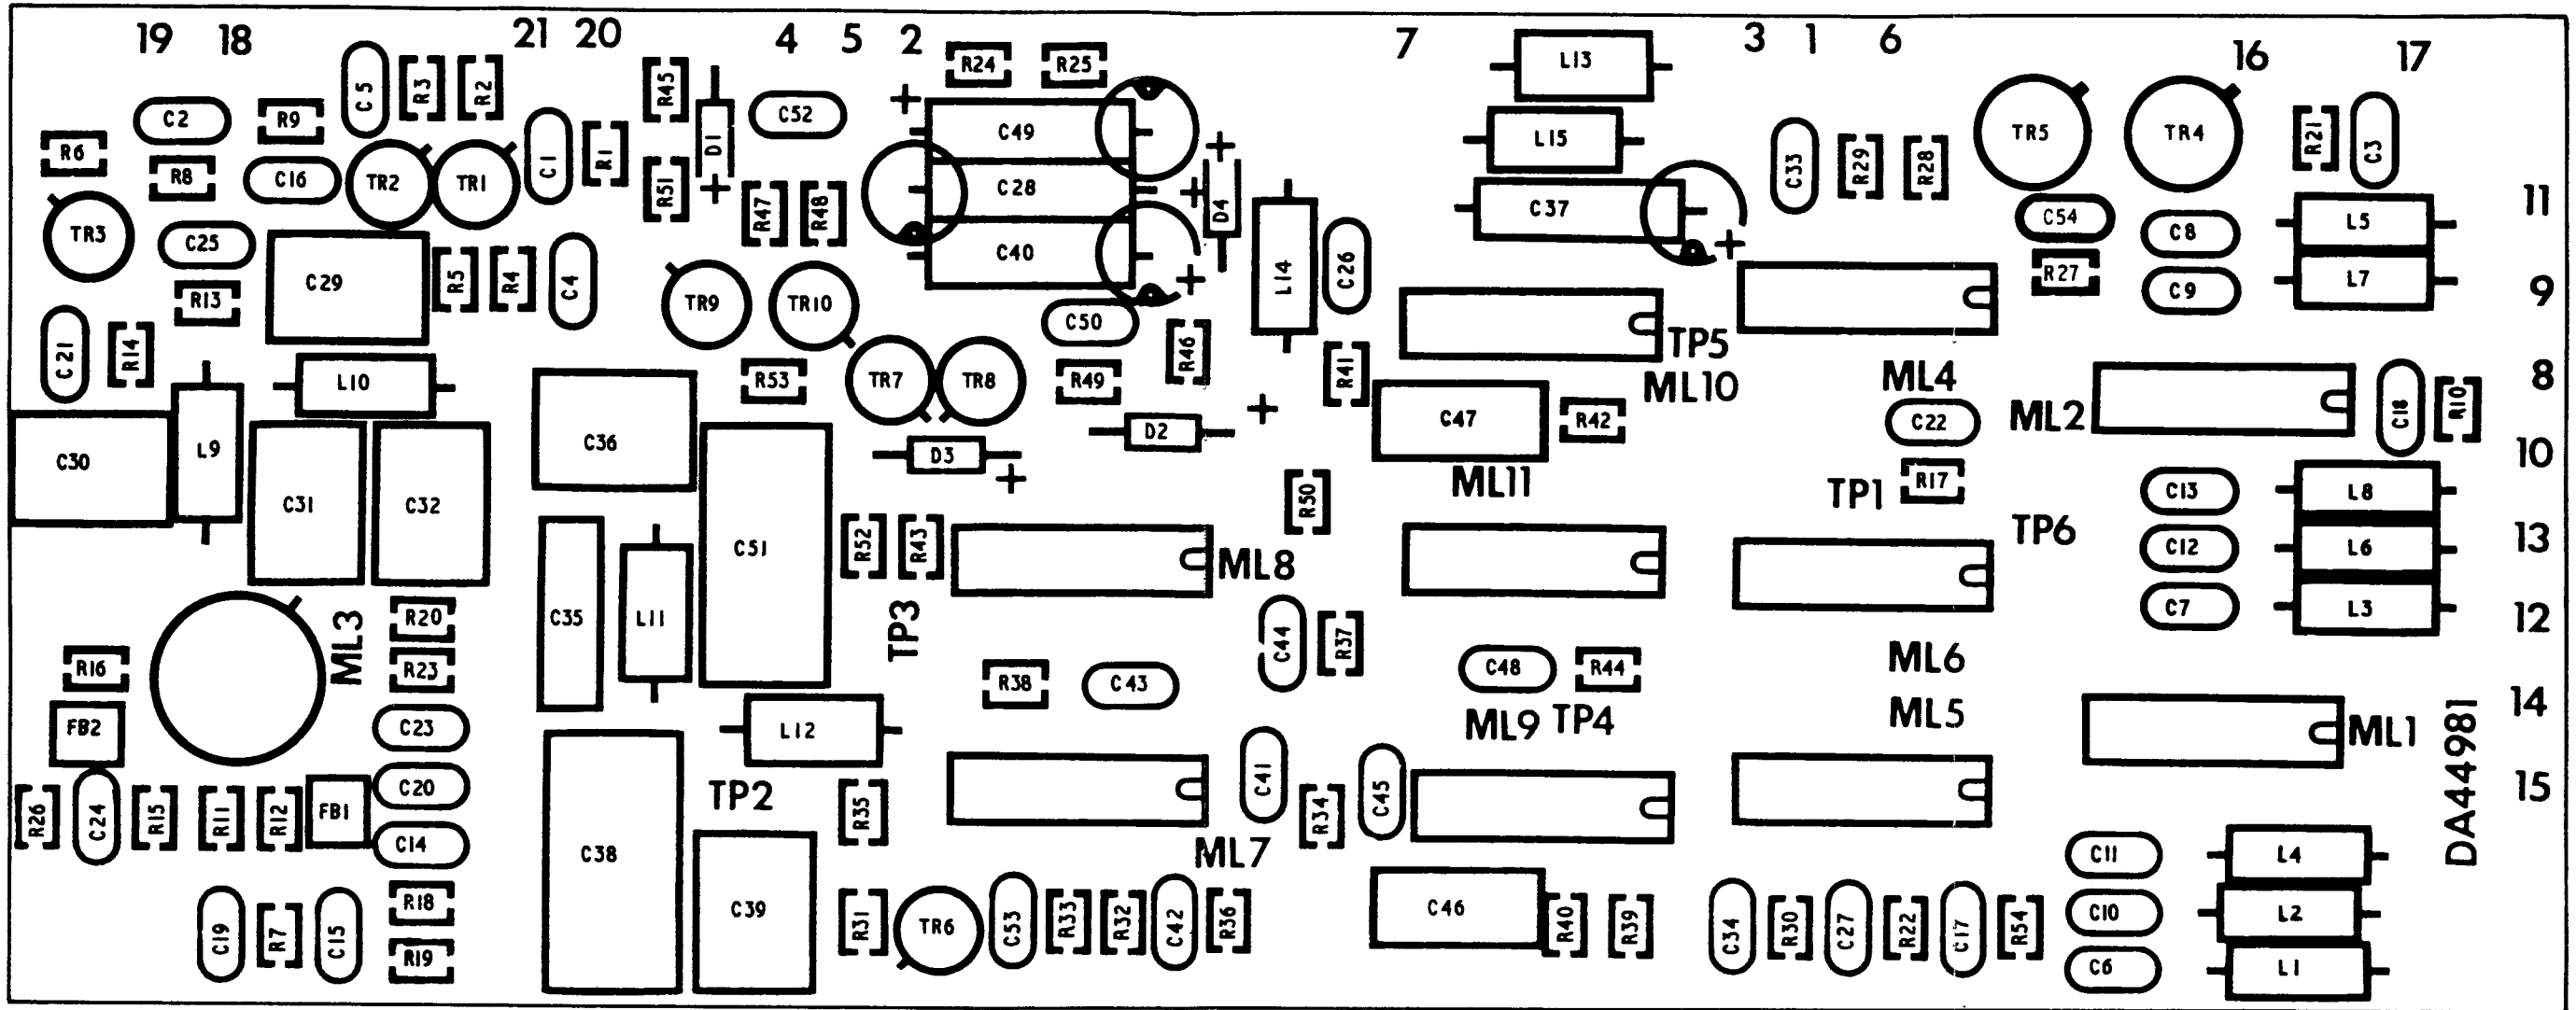 19 18 21 20 4 5 2 7 3 1 6 16 17
C5 R3 R2 R45 R24 R25 L13
C2 R9 C1 R1 D1 C52 C49 L15 C33 R29 R28 TR5 TR4 R21 C3
R6 R8 C16 TR2 TR1 R51 C28 D4 C37
TR3 C25 R47 R48 C40 C54 C8 L5 11
C29 R5 R4 C4 L14 C26 R27 C9 L7 9
R13 TR9 TR10 C50
C21 R14 R46 TP5
L10 R53 TR7 TR8 R49 R41 ML10 ML4 8
C30 L9 C36 D3 D2 C47 R42 C22 ML2 C18 R10 10
C31 C32 R50 ML11 TP1 R17 C13 L8
C51 R52 R43 ML8 TP6 C12 L6 13
C35 L11 C7 L3 12
R20 TP3 C44 R37
ML3 R16 R23 R38 C43 C48 R44 ML6
FB2 C23 L12 ML9 TP4 ML5 ML1 14
C20 TP2 C41 C45 15
R26 C24 R15 R11 R12 FB1 R35 R34 DA44981
C14 C38 ML7 C11 L4
R18 C39 C46 C10 L2
C19 R7 C15 R31 TR6 C53 R33 R32 C42 R36 R40 R39 C34 R30 C27 R22 C17 R54
R19 C6 L1